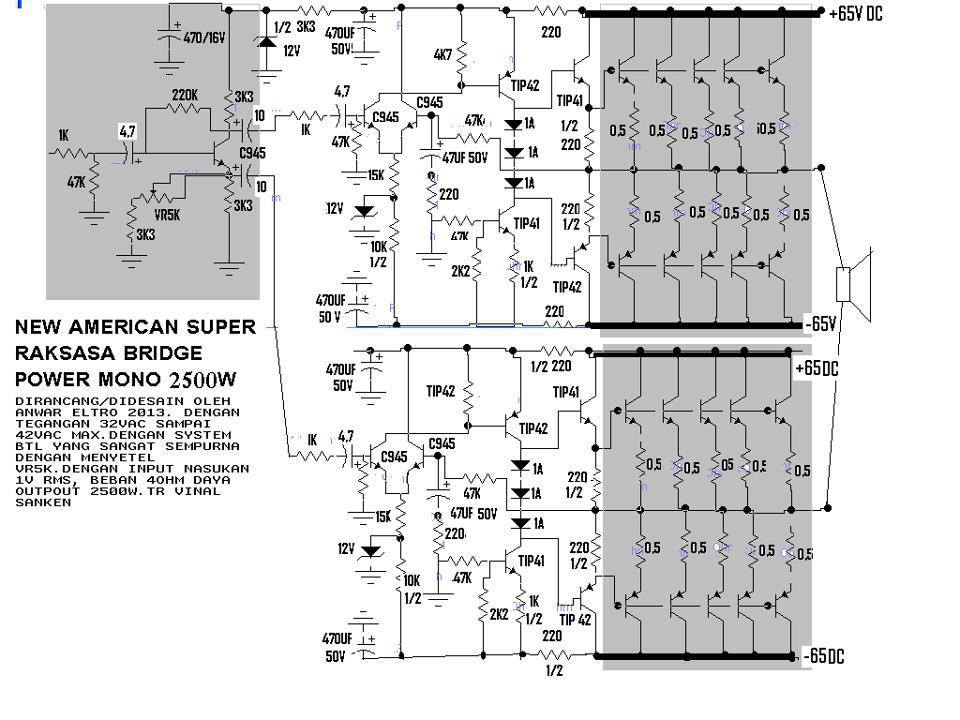 +65V DC
470/16V
1/2 3K3
12V
470UF
50V
220
4K7
TIP42
TIP41
220K
3K3
10
4,7
1K
47K
C945
10
VR5K
3K3
3K3
4,7
1K
C945
C945
47K
47K
47UF 50V
15K
12V
220
10K
1/2
47K
2K2
1K
1/2
TIP41
1A
1A
1A
1/2
220
220
1/2
TIP42
0,5
0,5
0,5
0,5
0,5
0,5
0,5
0,5
0,5
0,5
470UF
50 V
220
-65V
NEW AMERICAN SUPER
RAKSASA BRIDGE
POWER MONO 2500W
DIRANCANG/DIDESAIN OLEH
ANWAR ELTRO 2013. DENGAN
TEGANGAN 32VAC SAMPAI
42VAC MAX.DENGAN SYSTEM
BTL YANG SANGAT SEMPURNA
DENGAN MENYETEL
VR5K.DENGAN INPUT NASUKAN
1V RMS, BEBAN 4OHM DAYA
OUTPOUT 2500W.TR VINAL
SANKEN
470UF
50V
1/2 220
+65DC
TIP42
TIP42
TIP41
1K
4,7
C945
C945
47K
47UF 50V
15K
12V
220
10K
1/2
47K
2K2
1K
1/2
TIP41
1A
1A
1A
220
1/2
220
1/2
TIP 42
0,5
0,5
0,5
0,5
0,5
0,5
0,5
0,5
0,5
0,5
470UF
50V
220
1/2
-65DC